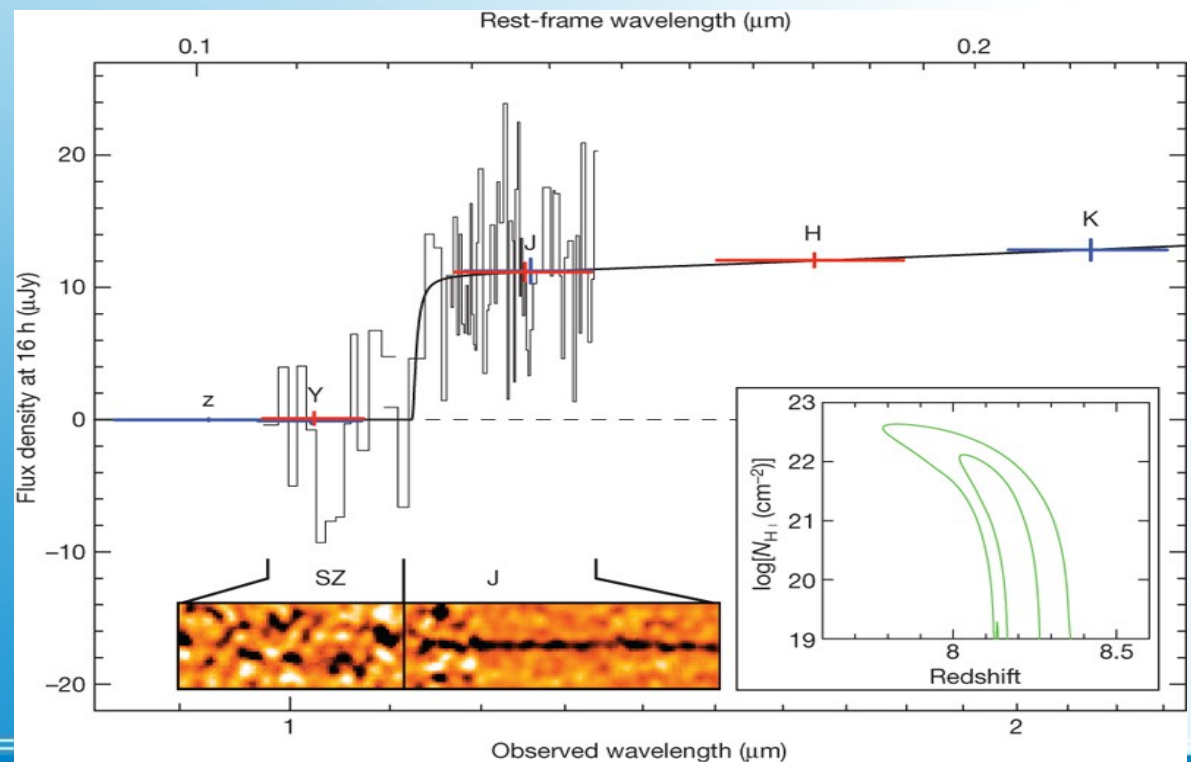 Rest-frame wavelength (μm)
0.1 0.2
Flux density at 16 h (μJy)
20
10
0
−10
−20
z
Y
J
H
K
SZ J
log[N_H I (cm⁻²)]
23
22
21
20
19
8 8.5
Redshift
1 2
Observed wavelength (μm)